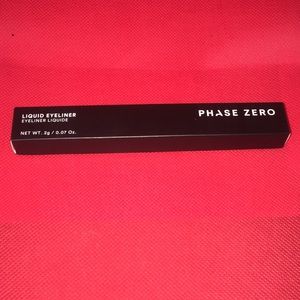 LIQUID EYELINER
EYELINER LIQUIDE
NET WT. 2g / 0.07 Oz.
PHASE ZERO